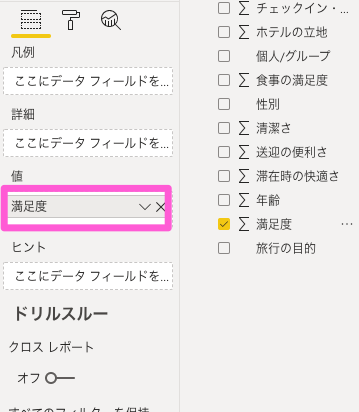 凡例
ここにデータ フィールドを...
詳細
ここにデータ フィールドを...
値
満足度
ヒント
ここにデータ フィールドを...
ドリルスルー
クロス レポート
オフ
すべてのフィルターを保持
チェックイン・...
ホテルの立地
個人/グループ
食事の満足度
性別
清潔さ
送迎の便利さ
滞在時の快適さ
年齢
満足度
旅行の目的